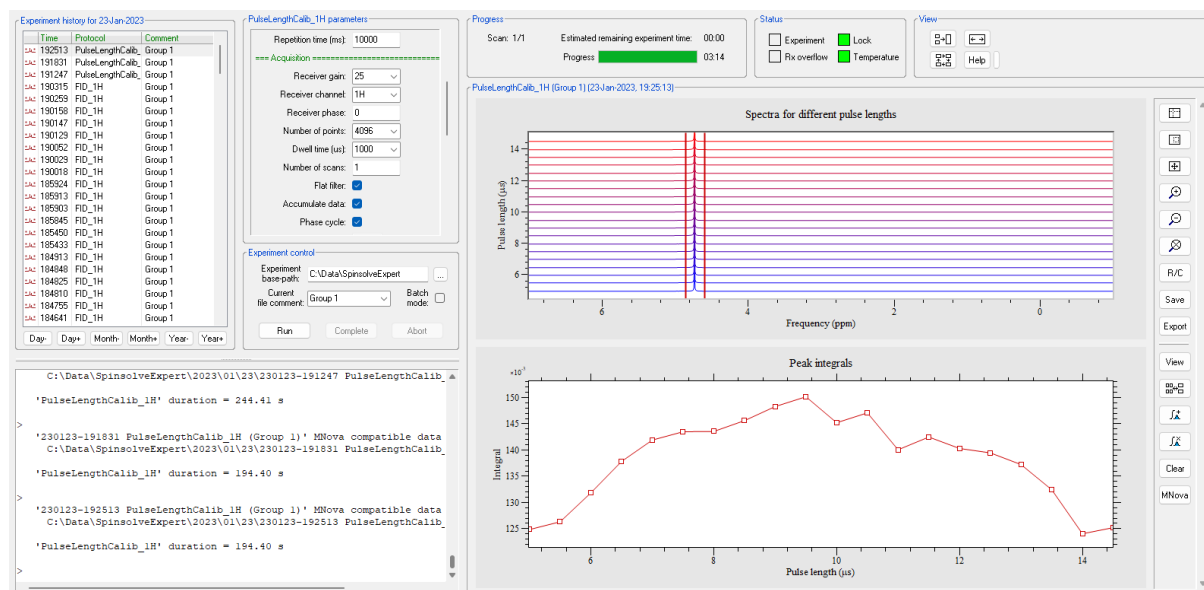 Experiment history for 23-Jan-2023
Time Protocol Comment
192513 PulseLengthCalib_ Group 1
191831 PulseLengthCalib_ Group 1
191247 PulseLengthCalib_ Group 1
190315 FID_1H Group 1
190259 FID_1H Group 1
190158 FID_1H Group 1
190147 FID_1H Group 1
190129 FID_1H Group 1
190052 FID_1H Group 1
190029 FID_1H Group 1
190018 FID_1H Group 1
185924 FID_1H Group 1
185913 FID_1H Group 1
185903 FID_1H Group 1
185845 FID_1H Group 1
185450 FID_1H Group 1
185433 FID_1H Group 1
184913 FID_1H Group 1
184848 FID_1H Group 1
184825 FID_1H Group 1
184810 FID_1H Group 1
184755 FID_1H Group 1
184641 FID_1H Group 1
Day- Day+ Month- Month+ Year- Year+
PulseLengthCalib_1H parameters
Repetition time (ms): 10000
=== Acquisition ============================
Receiver gain: 25
Receiver channel: 1H
Receiver phase: 0
Number of points: 4096
Dwell time (us): 1000
Number of scans: 1
Flat filter:
Accumulate data:
Phase cycle:
Experiment control
Experiment base-path: C:\Data\SpinsolveExpert ...
Current file comment: Group 1 Batch mode:
Run Complete Abort
Progress
Scan: 1/1 Estimated remaining experiment time: 00:00
Progress 03:14
Status
Experiment Lock
Rx overflow Temperature
View
Help
C:\Data\SpinsolveExpert\2023\01\23\230123-191247 PulseLengthCalib_
'PulseLengthCalib_1H' duration = 244.41 s
>
'230123-191831 PulseLengthCalib_1H (Group 1)' MNova compatible data
C:\Data\SpinsolveExpert\2023\01\23\230123-191831 PulseLengthCalib_
'PulseLengthCalib_1H' duration = 194.40 s
>
'230123-192513 PulseLengthCalib_1H (Group 1)' MNova compatible data
C:\Data\SpinsolveExpert\2023\01\23\230123-192513 PulseLengthCalib_
'PulseLengthCalib_1H' duration = 194.40 s
>
PulseLengthCalib_1H (Group 1) (23-Jan-2023, 19:25:13)
Spectra for different pulse lengths
Pulse length (µs)
14
12
10
8
6
6 4 2 0
Frequency (ppm)
Peak integrals
×10⁻³
Integral
150
145
140
135
130
125
6 8 10 12 14
Pulse length (µs)
R/C
Save
Export
View
Clear
MNova